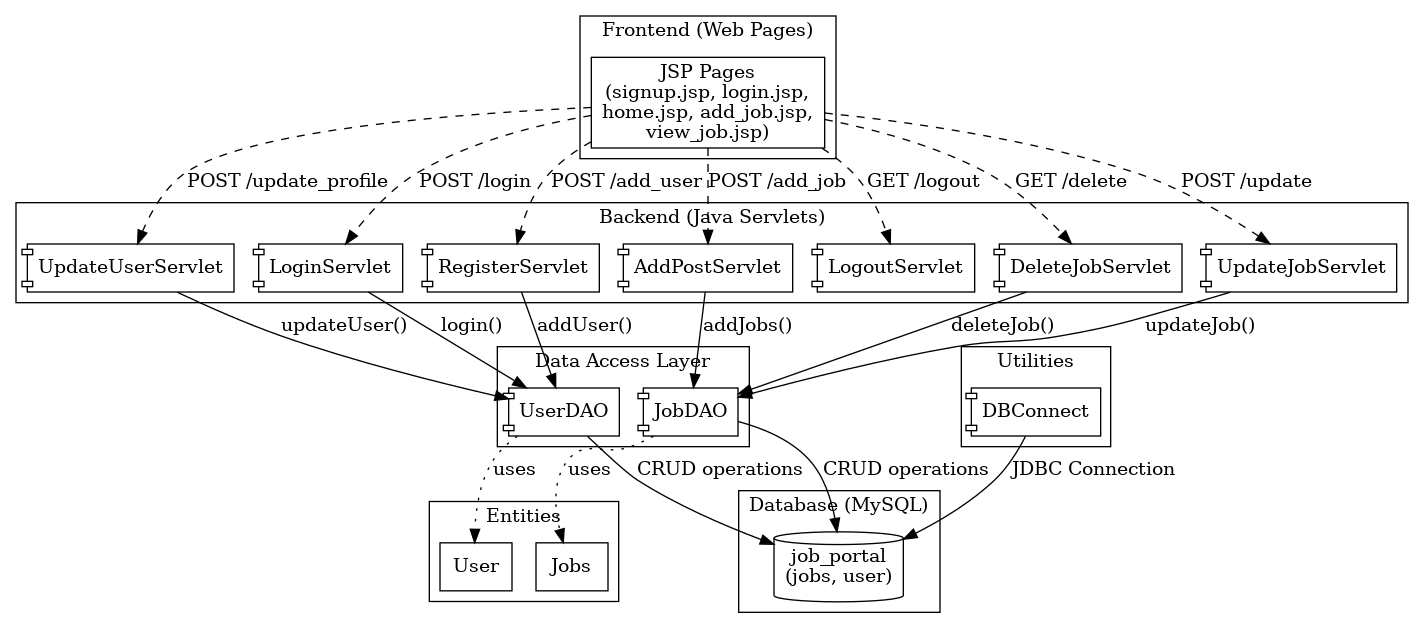 Frontend (Web Pages)
JSP Pages
(signup.jsp, login.jsp,
home.jsp, add_job.jsp,
view_job.jsp)
POST /update_profile
POST /login
POST /add_user
POST /add_job
GET /logout
GET /delete
POST /update
Backend (Java Servlets)
UpdateUserServlet
LoginServlet
RegisterServlet
AddPostServlet
LogoutServlet
DeleteJobServlet
UpdateJobServlet
updateUser()
login()
addUser()
addJobs()
deleteJob()
updateJob()
Data Access Layer
Utilities
UserDAO
JobDAO
DBConnect
uses
uses
CRUD operations
CRUD operations
JDBC Connection
Entities
Database (MySQL)
User
Jobs
job_portal
(jobs, user)